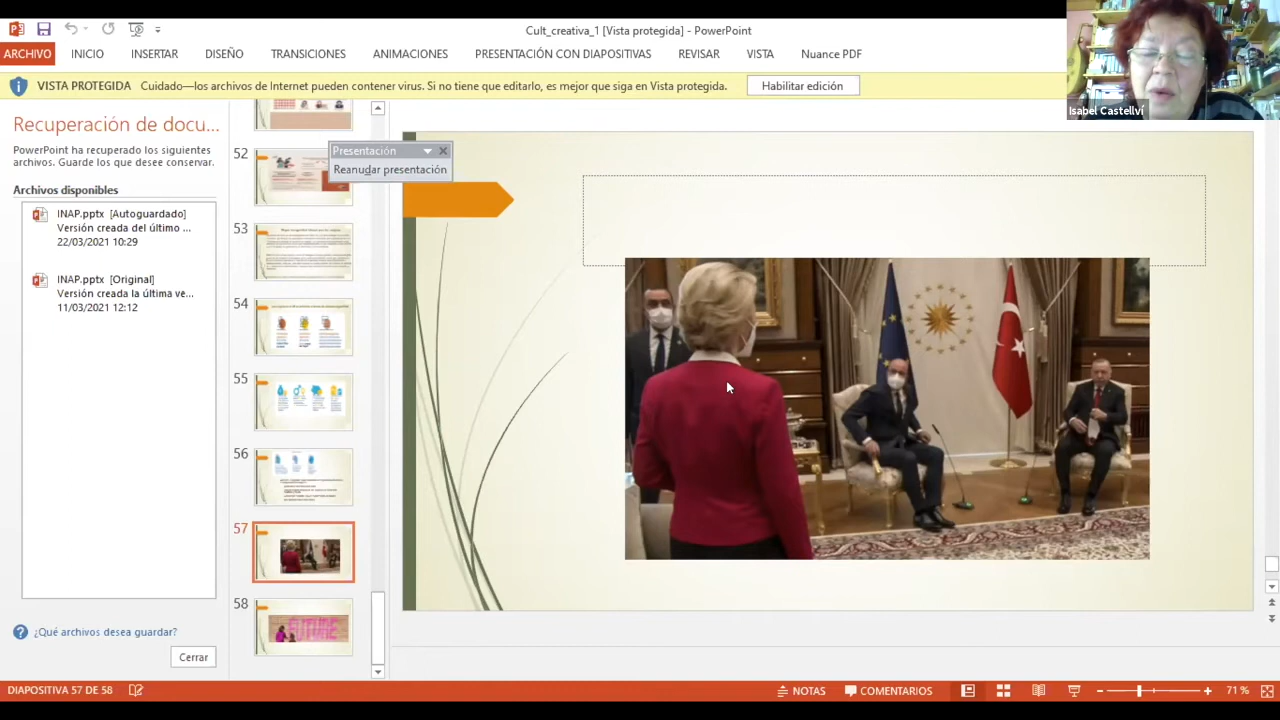 Cult_creativa_1 [Vista protegida] - PowerPoint
ARCHIVO INICIO INSERTAR DISEÑO TRANSICIONES ANIMACIONES PRESENTACIÓN CON DIAPOSITIVAS REVISAR VISTA Nuance PDF
VISTA PROTEGIDA Cuidado—los archivos de Internet pueden contener virus. Si no tiene que editarlo, es mejor que siga en Vista protegida. Habilitar edición
Isabel Castellví
Recuperación de docu...
PowerPoint ha recuperado los siguientes
archivos. Guarde los que desee conservar.
Archivos disponibles
INAP.pptx [Autoguardado]
Versión creada del último ...
22/03/2021 10:29
INAP.pptx [Original]
Versión creada la última ve...
11/03/2021 12:12
¿Qué archivos desea guardar?
Cerrar
52
Presentación
Reanudar presentación
53
54
55
56
57
58
FUTURE
DIAPOSITIVA 57 DE 58
NOTAS
COMENTARIOS
71 %